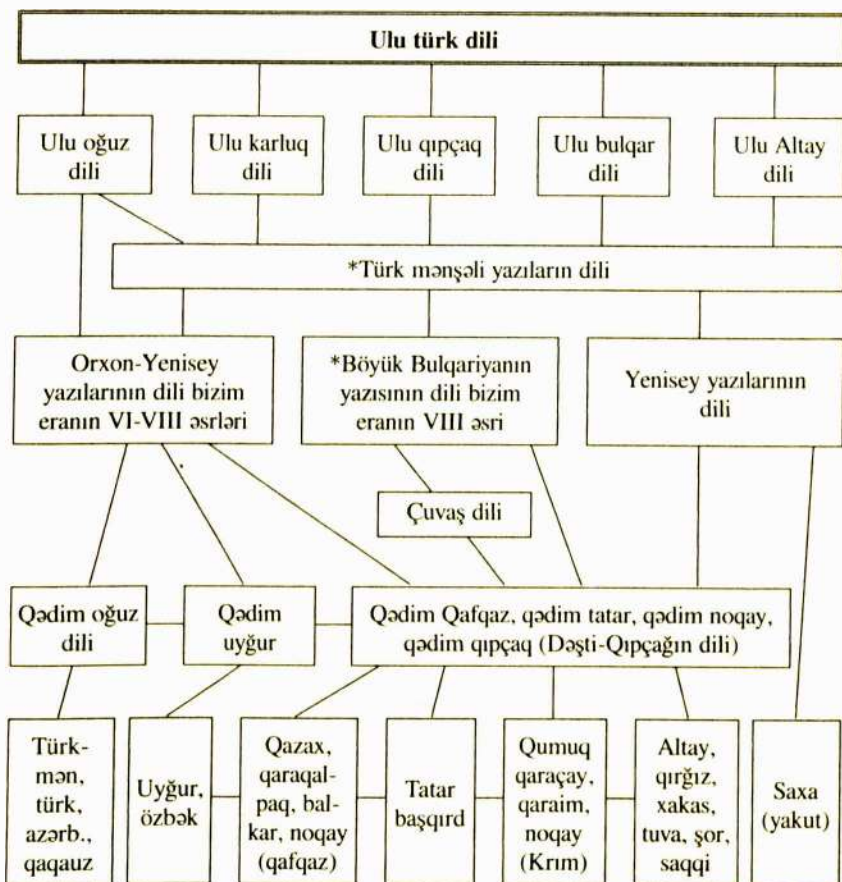 Ulu türk dili
Ulu oğuz
dili
Ulu karluq
dili
Ulu qıpçaq
dili
Ulu bulqar
dili
Ulu Altay
dili
*Türk mənşəli yazıların dili
Orxon-Yenisey
yazılarının dili bizim
eranın VI-VIII əsrləri
*Böyük Bulqariyanın
yazısının dili bizim
eranın VIII əsri
Yenisey yazılarının
dili
Çuvaş dili
Qədim oğuz
dili
Qədim
uyğur
Qədim Qafqaz, qədim tatar, qədim noqay,
qədim qıpçaq (Dəşti-Qıpçağın dili)
Türk-
mən,
türk,
azərb.,
qaqauz
Uyğur,
özbək
Qazax,
qaraqal-
paq, bal-
kar, noqay
(qafqaz)
Tatar
başqırd
Qumuq
qaraçay,
qaraim,
noqay
(Krım)
Altay,
qırğız,
xakas,
tuva, şor,
saqqi
Saxa
(yakut)